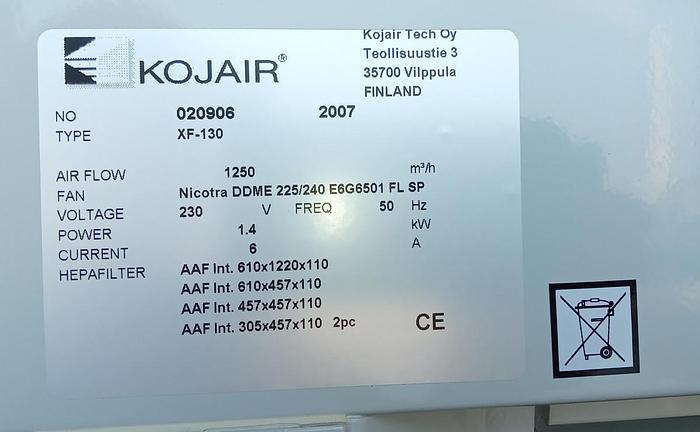 KOJAIR®
Kojair Tech Oy
Teollisuustie 3
35700 Vilppula
FINLAND
NO 020906 2007
TYPE XF-130
AIR FLOW 1250 m³/h
FAN Nicotra DDME 225/240 E6G6501 FL SP
VOLTAGE 230 V FREQ 50 Hz
POWER 1.4 kW
CURRENT 6 A
HEPAFILTER AAF Int. 610x1220x110
AAF Int. 610x457x110
AAF Int. 457x457x110
AAF Int. 305x457x110 2pc CE